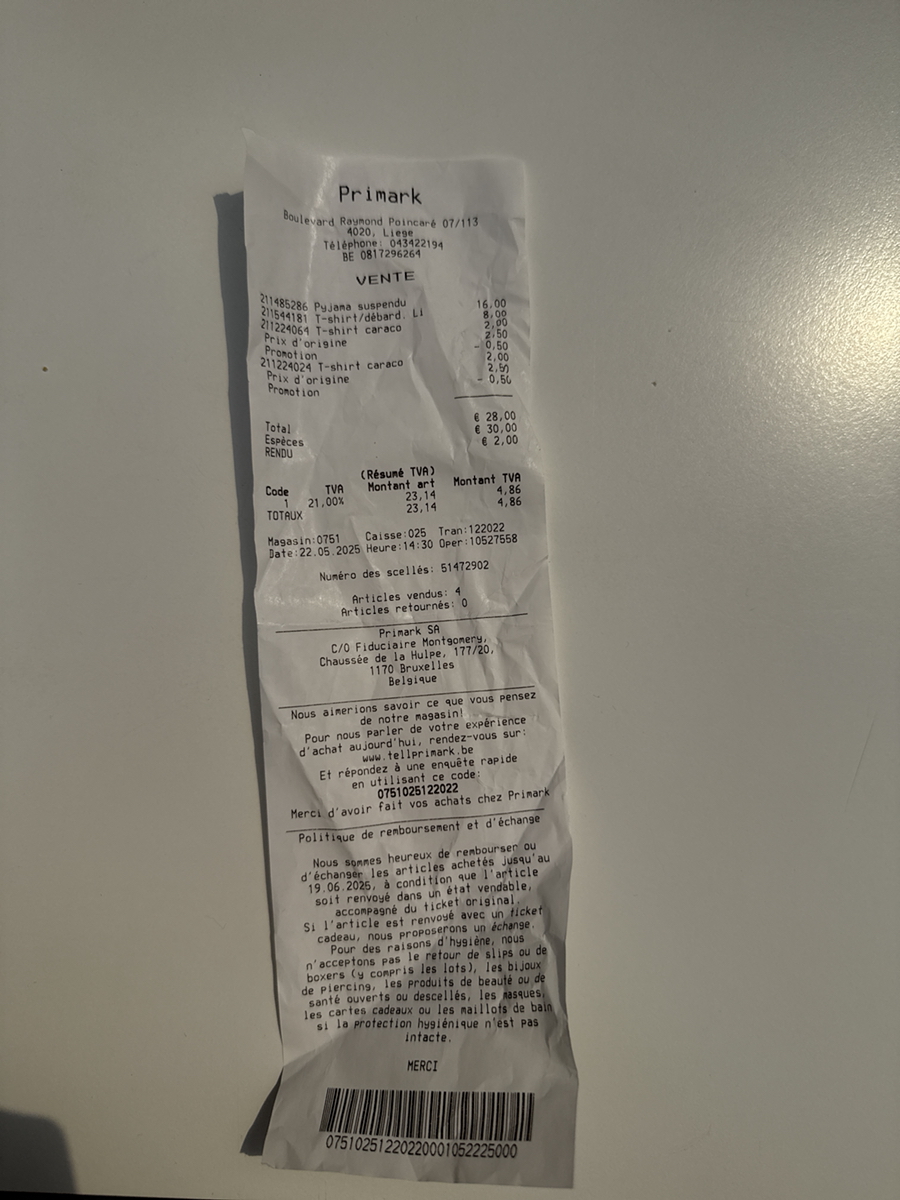 Primark
Boulevard Raymond Poincaré 07/113
4020, Liege
Téléphone: 043422194
BE 0817296264
VENTE
211485286 Pyjama suspendu 16,00
211544181 T-shirt/débard. Li 8,00
211224064 T-shirt caraco 2,00
Prix d'origine 2,50
Promotion - 0,50
211224024 T-shirt caraco 2,00
Prix d'origine 2,50
Promotion - 0,50
Total € 28,00
Espèces € 30,00
RENDU € 2,00
(Résumé TVA)
Code TVA Montant art Montant TVA
1 21,00% 23,14 4,86
TOTAUX 23,14 4,86
Magasin:0751 Caisse:025 Tran:122022
Date:22.05.2025 Heure:14:30 Oper:10527558
Numéro des scellés: 51472902
Articles vendus: 4
Articles retournés: 0
Primark SA
C/O Fiduciaire Montgomery,
Chaussée de la Hulpe, 177/20,
1170 Bruxelles
Belgique
Nous aimerions savoir ce que vous pensez
de notre magasin!
Pour nous parler de votre expérience
d'achat aujourd'hui, rendez-vous sur:
www.tellprimark.be
Et répondez à une enquête rapide
en utilisant ce code:
0751025122022
Merci d'avoir fait vos achats chez Primark
Politique de remboursement et d'échange
Nous sommes heureux de rembourser ou
d'échanger les articles achetés jusqu'au
19.06.2025, à condition que l'article
soit renvoyé dans un état vendable,
accompagné du ticket original.
Si l'article est renvoyé avec un ticket
cadeau, nous proposerons un échange.
Pour des raisons d'hygiène, nous
n'acceptons pas le retour de slips ou de
boxers (y compris les lots), les bijoux
de piercing, les produits de beauté ou de
santé ouverts ou descellés, les masques,
les cartes cadeaux ou les maillots de bain
si la protection hygiénique n'est pas
intacte.
MERCI
0751025122022000105222​5000